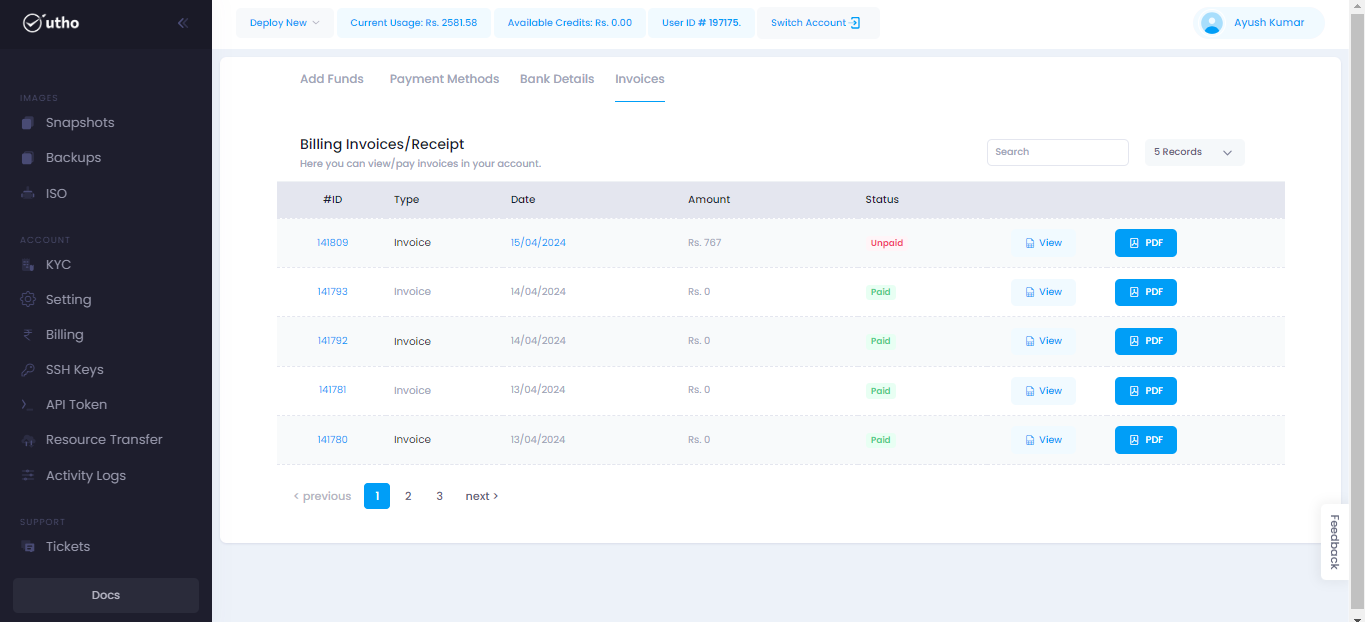 utho
Deploy New
Current Usage: Rs. 2581.58
Available Credits: Rs. 0.00
User ID # 197175.
Switch Account
Ayush Kumar
IMAGES
Snapshots
Backups
ISO
ACCOUNT
KYC
Setting
Billing
SSH Keys
API Token
Resource Transfer
Activity Logs
SUPPORT
Tickets
Docs
Add Funds Payment Methods Bank Details Invoices
Billing Invoices/Receipt
Here you can view/pay invoices in your account.
Search
5 Records
#ID Type Date Amount Status
141809 Invoice 15/04/2024 Rs. 767 Unpaid View PDF
141793 Invoice 14/04/2024 Rs. 0 Paid View PDF
141792 Invoice 14/04/2024 Rs. 0 Paid View PDF
141781 Invoice 13/04/2024 Rs. 0 Paid View PDF
141780 Invoice 13/04/2024 Rs. 0 Paid View PDF
< previous 1 2 3 next >
Feedback